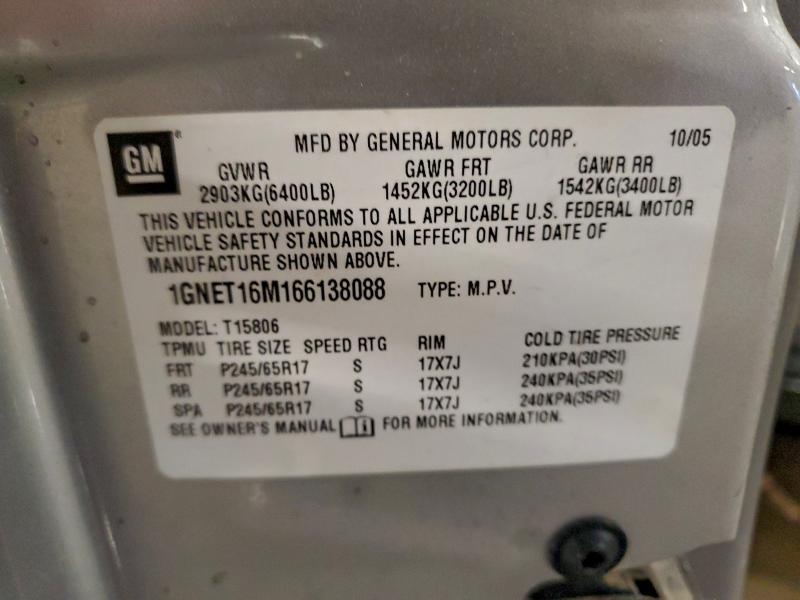 GM ® MFD BY GENERAL MOTORS CORP. 10/05
GVWR GAWR FRT GAWR RR
2903KG(6400LB) 1452KG(3200LB) 1542KG(3400LB)
THIS VEHICLE CONFORMS TO ALL APPLICABLE U.S. FEDERAL MOTOR
VEHICLE SAFETY STANDARDS IN EFFECT ON THE DATE OF
MANUFACTURE SHOWN ABOVE.
1GNET16M166138088 TYPE: M.P.V.
MODEL: T15806
TPMU TIRE SIZE SPEED RTG RIM COLD TIRE PRESSURE
FRT P245/65R17 S 17X7J 210KPA(30PSI)
RR P245/65R17 S 17X7J 240KPA(35PSI)
SPA P245/65R17 S 17X7J 240KPA(35PSI)
SEE OWNER'S MANUAL FOR MORE INFORMATION.